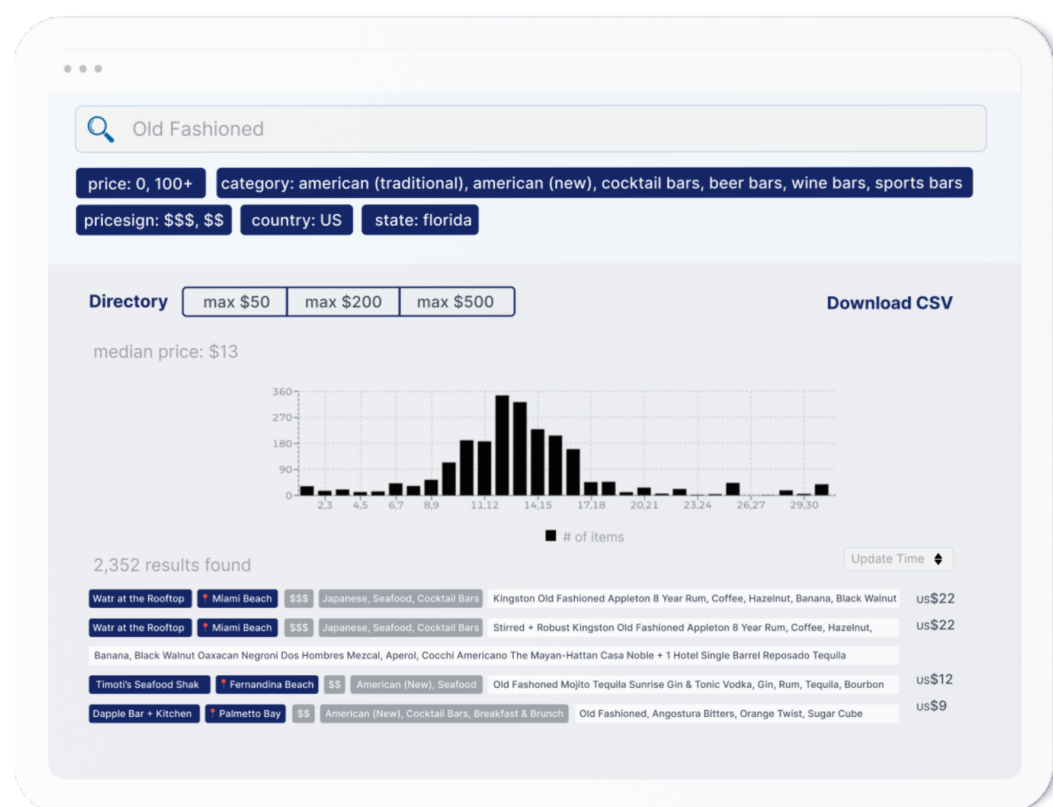 Old Fashioned
price: 0, 100+ category: american (traditional), american (new), cocktail bars, beer bars, wine bars, sports bars
pricesign: $$$, $$ country: US state: florida
Directory max $50 max $200 max $500 Download CSV
median price: $13
360
270
180
90
0
2,3 4,5 6,7 8,9 11,12 14,15 17,18 20,21 23,24 26,27 29,30
# of items
2,352 results found Update Time
Watr at the Rooftop Miami Beach $$$ Japanese, Seafood, Cocktail Bars Kingston Old Fashioned Appleton 8 Year Rum, Coffee, Hazelnut, Banana, Black Walnut US$22
Watr at the Rooftop Miami Beach $$$ Japanese, Seafood, Cocktail Bars Stirred + Robust Kingston Old Fashioned Appleton 8 Year Rum, Coffee, Hazelnut, US$22
Banana, Black Walnut Oaxacan Negroni Dos Hombres Mezcal, Aperol, Cocchi Americano The Mayan-Hattan Casa Noble + 1 Hotel Single Barrel Reposado Tequila
Timoti's Seafood Shak Fernandina Beach $$ American (New), Seafood Old Fashoned Mojito Tequila Sunrise Gin & Tonic Vodka, Gin, Rum, Tequila, Bourbon US$12
Dapple Bar + Kitchen Palmetto Bay $$ American (New), Cocktail Bars, Breakfast & Brunch Old Fashioned, Angostura Bitters, Orange Twist, Sugar Cube US$9